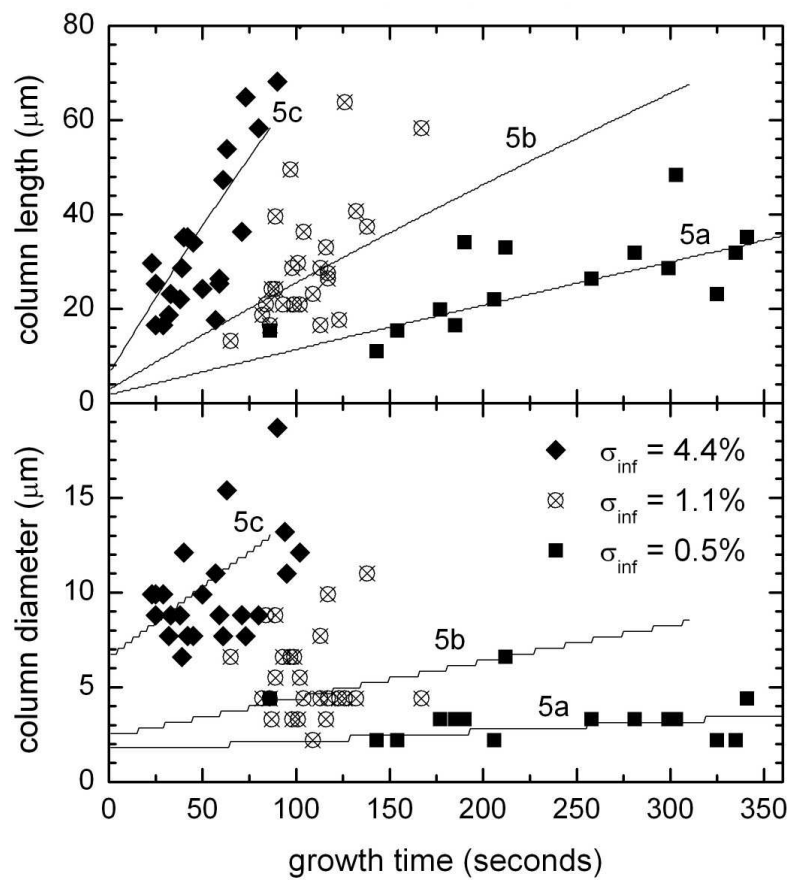 80
60
40
20
0
column length (μm)
5c
5b
5a
15
10
5
0
column diameter (μm)
5c
5b
5a
σinf = 4.4%
σinf = 1.1%
σinf = 0.5%
0 50 100 150 200 250 300 350
growth time (seconds)